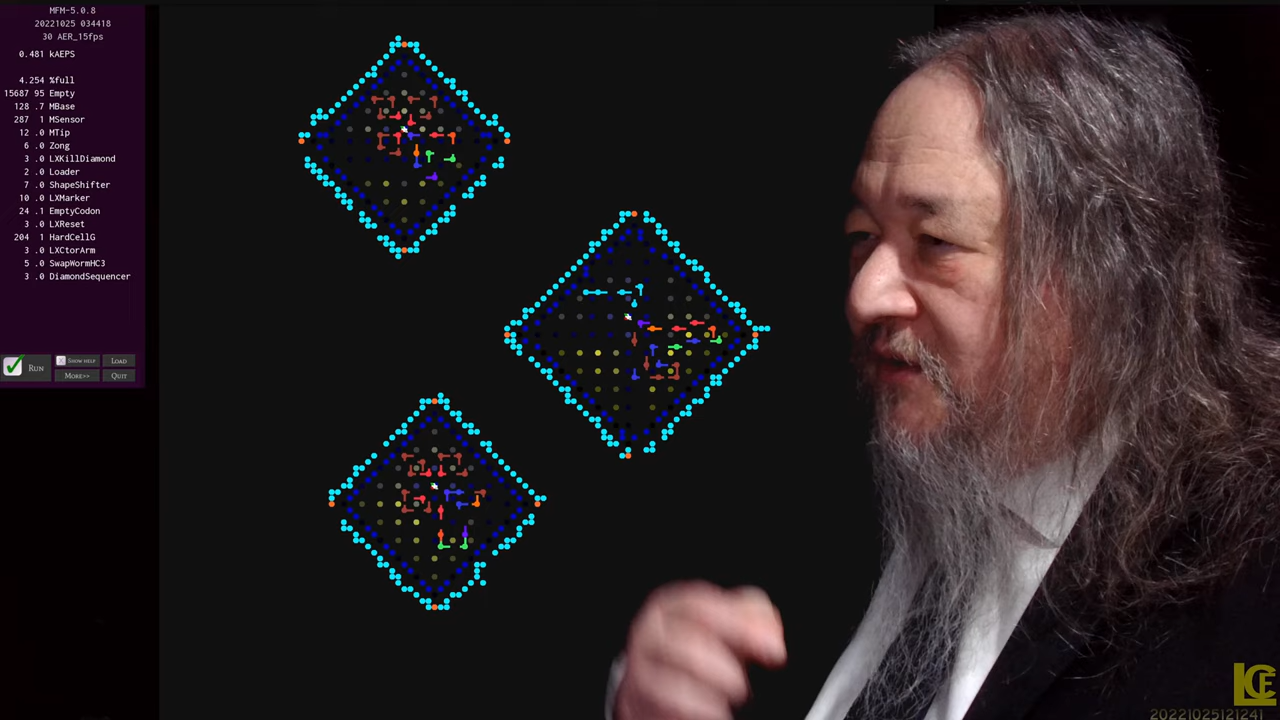 MFM-5.0.8
20221025 034418
30 AER_15fps
0.481 kAEPS
4.254 %full
15687 95 Empty
128 .7 MBase
287 1 MSensor
12 .0 MTip
6 .0 Zong
3 .0 LXKillDiamond
2 .0 Loader
7 .0 ShapeShifter
10 .0 LXMarker
24 .1 EmptyCodon
3 .0 LXReset
204 1 HardCellG
3 .0 LXCtorArm
5 .0 SwapWormHC3
3 .0 DiamondSequencer
Run Show help Load
More>> Quit
LCF
20221025121241